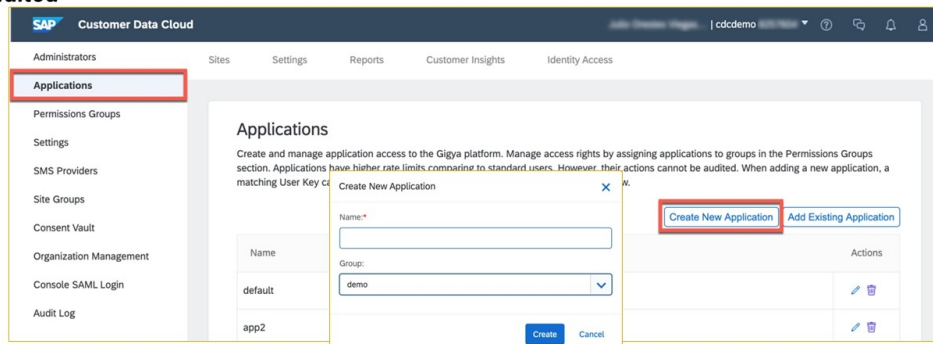 SAP Customer Data Cloud | cdcdemo
Administrators
Applications
Permissions Groups
Settings
SMS Providers
Site Groups
Consent Vault
Organization Management
Console SAML Login
Audit Log
Sites Settings Reports Customer Insights Identity Access
Applications
Create and manage application access to the Gigya platform. Manage access rights by assigning applications to groups in the Permissions Groups
section. Applications have higher rate limits comparing to standard users. However, their actions cannot be audited. When adding a new application, a
matching User Key
Create New Application Add Existing Application
Name Actions
default
app2
Create New Application
Name:*
Group:
demo
Create Cancel